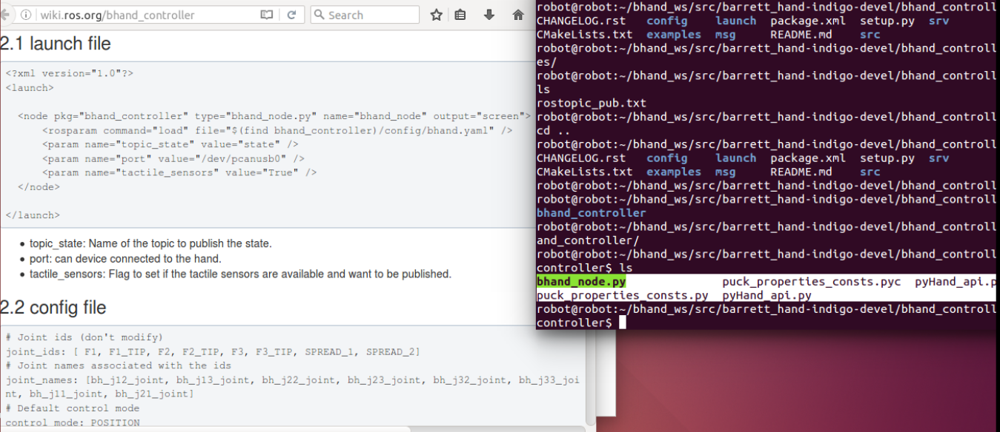 wiki.ros.org/bhand_controller
Search
2.1 launch file
<?xml version="1.0"?>
<launch>
<node pkg="bhand_controller" type="bhand_node.py" name="bhand_node" output="screen">
<rosparam command="load" file="$(find bhand_controller)/config/bhand.yaml" />
<param name="topic_state" value="state" />
<param name="port" value="/dev/pcanusb0" />
<param name="tactile_sensors" value="True" />
</node>
</launch>
• topic_state: Name of the topic to publish the state.
• port: can device connected to the hand.
• tactile_sensors: Flag to set if the tactile sensors are available and want to be published.
2.2 config file
# Joint ids (don't modify)
joint_ids: [ F1, F1_TIP, F2, F2_TIP, F3, F3_TIP, SPREAD_1, SPREAD_2]
# Joint names associated with the ids
joint_names: [bh_j12_joint, bh_j13_joint, bh_j22_joint, bh_j23_joint, bh_j32_joint, bh_j33_joi
nt, bh_j11_joint, bh_j21_joint]
# Default control mode
control_mode: POSITION
robot@robot:~/bhand_ws/src/barrett_hand-indigo-devel/bhand_controll
CHANGELOG.rst config launch package.xml setup.py srv
CMakeLists.txt examples msg README.md src
robot@robot:~/bhand_ws/src/barrett_hand-indigo-devel/bhand_controll
es/
robot@robot:~/bhand_ws/src/barrett_hand-indigo-devel/bhand_controll
ls
rostopic_pub.txt
robot@robot:~/bhand_ws/src/barrett_hand-indigo-devel/bhand_controll
cd ..
robot@robot:~/bhand_ws/src/barrett_hand-indigo-devel/bhand_controll
CHANGELOG.rst config launch package.xml setup.py srv
CMakeLists.txt examples msg README.md src
robot@robot:~/bhand_ws/src/barrett_hand-indigo-devel/bhand_controll
robot@robot:~/bhand_ws/src/barrett_hand-indigo-devel/bhand_controll
bhand_controller
robot@robot:~/bhand_ws/src/barrett_hand-indigo-devel/bhand_controll
and_controller/
robot@robot:~/bhand_ws/src/barrett_hand-indigo-devel/bhand_controll
controller$ ls
bhand_node.py puck_properties_consts.pyc pyHand_api.p
puck_properties_consts.py pyHand_api.py
robot@robot:~/bhand_ws/src/barrett_hand-indigo-devel/bhand_controll
controller$